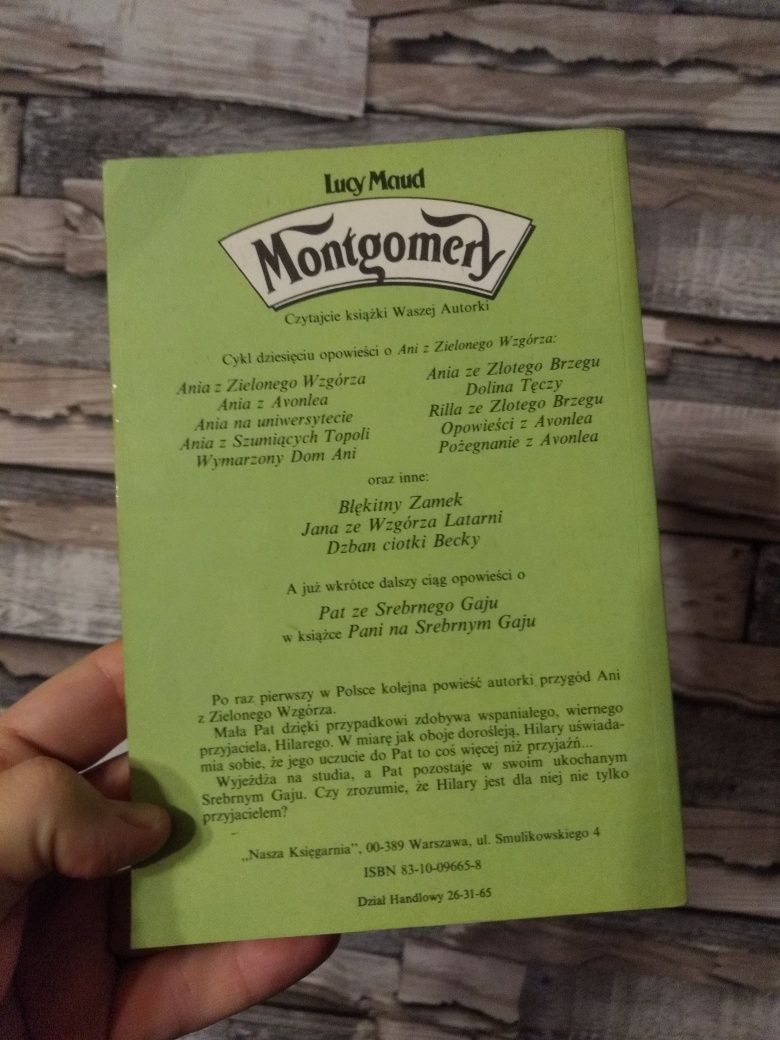 Lucy Maud
Montgomery
Czytajcie książki Waszej Autorki
Cykl dziesięciu opowieści o Ani z Zielonego Wzgórza:
Ania z Zielonego Wzgórza
Ania z Avonlea
Ania na uniwersytecie
Ania z Szumiących Topoli
Wymarzony Dom Ani
Ania ze Złotego Brzegu
Dolina Tęczy
Rilla ze Złotego Brzegu
Opowieści z Avonlea
Pożegnanie z Avonlea
oraz inne:
Błękitny Zamek
Jana ze Wzgórza Latarni
Dzban ciotki Becky
A już wkrótce dalszy ciąg opowieści o
Pat ze Srebrnego Gaju
w książce Pani na Srebrnym Gaju
Po raz pierwszy w Polsce kolejna powieść autorki przygód Ani
z Zielonego Wzgórza.
Mała Pat dzięki przypadkowi zdobywa wspaniałego, wiernego
przyjaciela, Hilarego. W miarę jak oboje dorośleją, Hilary uświada-
mia sobie, że jego uczucie do Pat to coś więcej niż przyjaźń...
Wyjeżdża na studia, a Pat pozostaje w swoim ukochanym
Srebrnym Gaju. Czy zrozumie, że Hilary jest dla niej nie tylko
przyjacielem?
„Nasza Księgarnia”, 00-389 Warszawa, ul. Smulikowskiego 4
ISBN 83-10-09665-8
Dział Handlowy 26-31-65